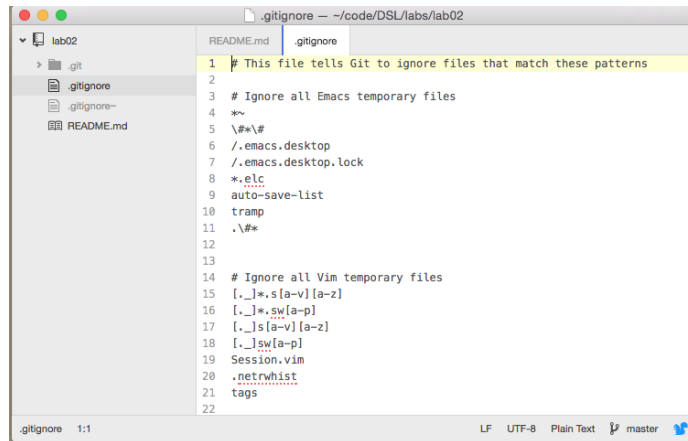 .gitignore — ~/code/DSL/labs/lab02
lab02
.git
.gitignore
.gitignore~
README.md
README.md .gitignore
1 # This file tells Git to ignore files that match these patterns
2
3 # Ignore all Emacs temporary files
4 *~
5 \#*\#
6 /.emacs.desktop
7 /.emacs.desktop.lock
8 *.elc
9 auto-save-list
10 tramp
11 .\#*
12
13
14 # Ignore all Vim temporary files
15 [._]*.s[a-v][a-z]
16 [._]*.sw[a-p]
17 [._]s[a-v][a-z]
18 [._]sw[a-p]
19 Session.vim
20 .netrwhist
21 tags
22
.gitignore 1:1 LF UTF-8 Plain Text master